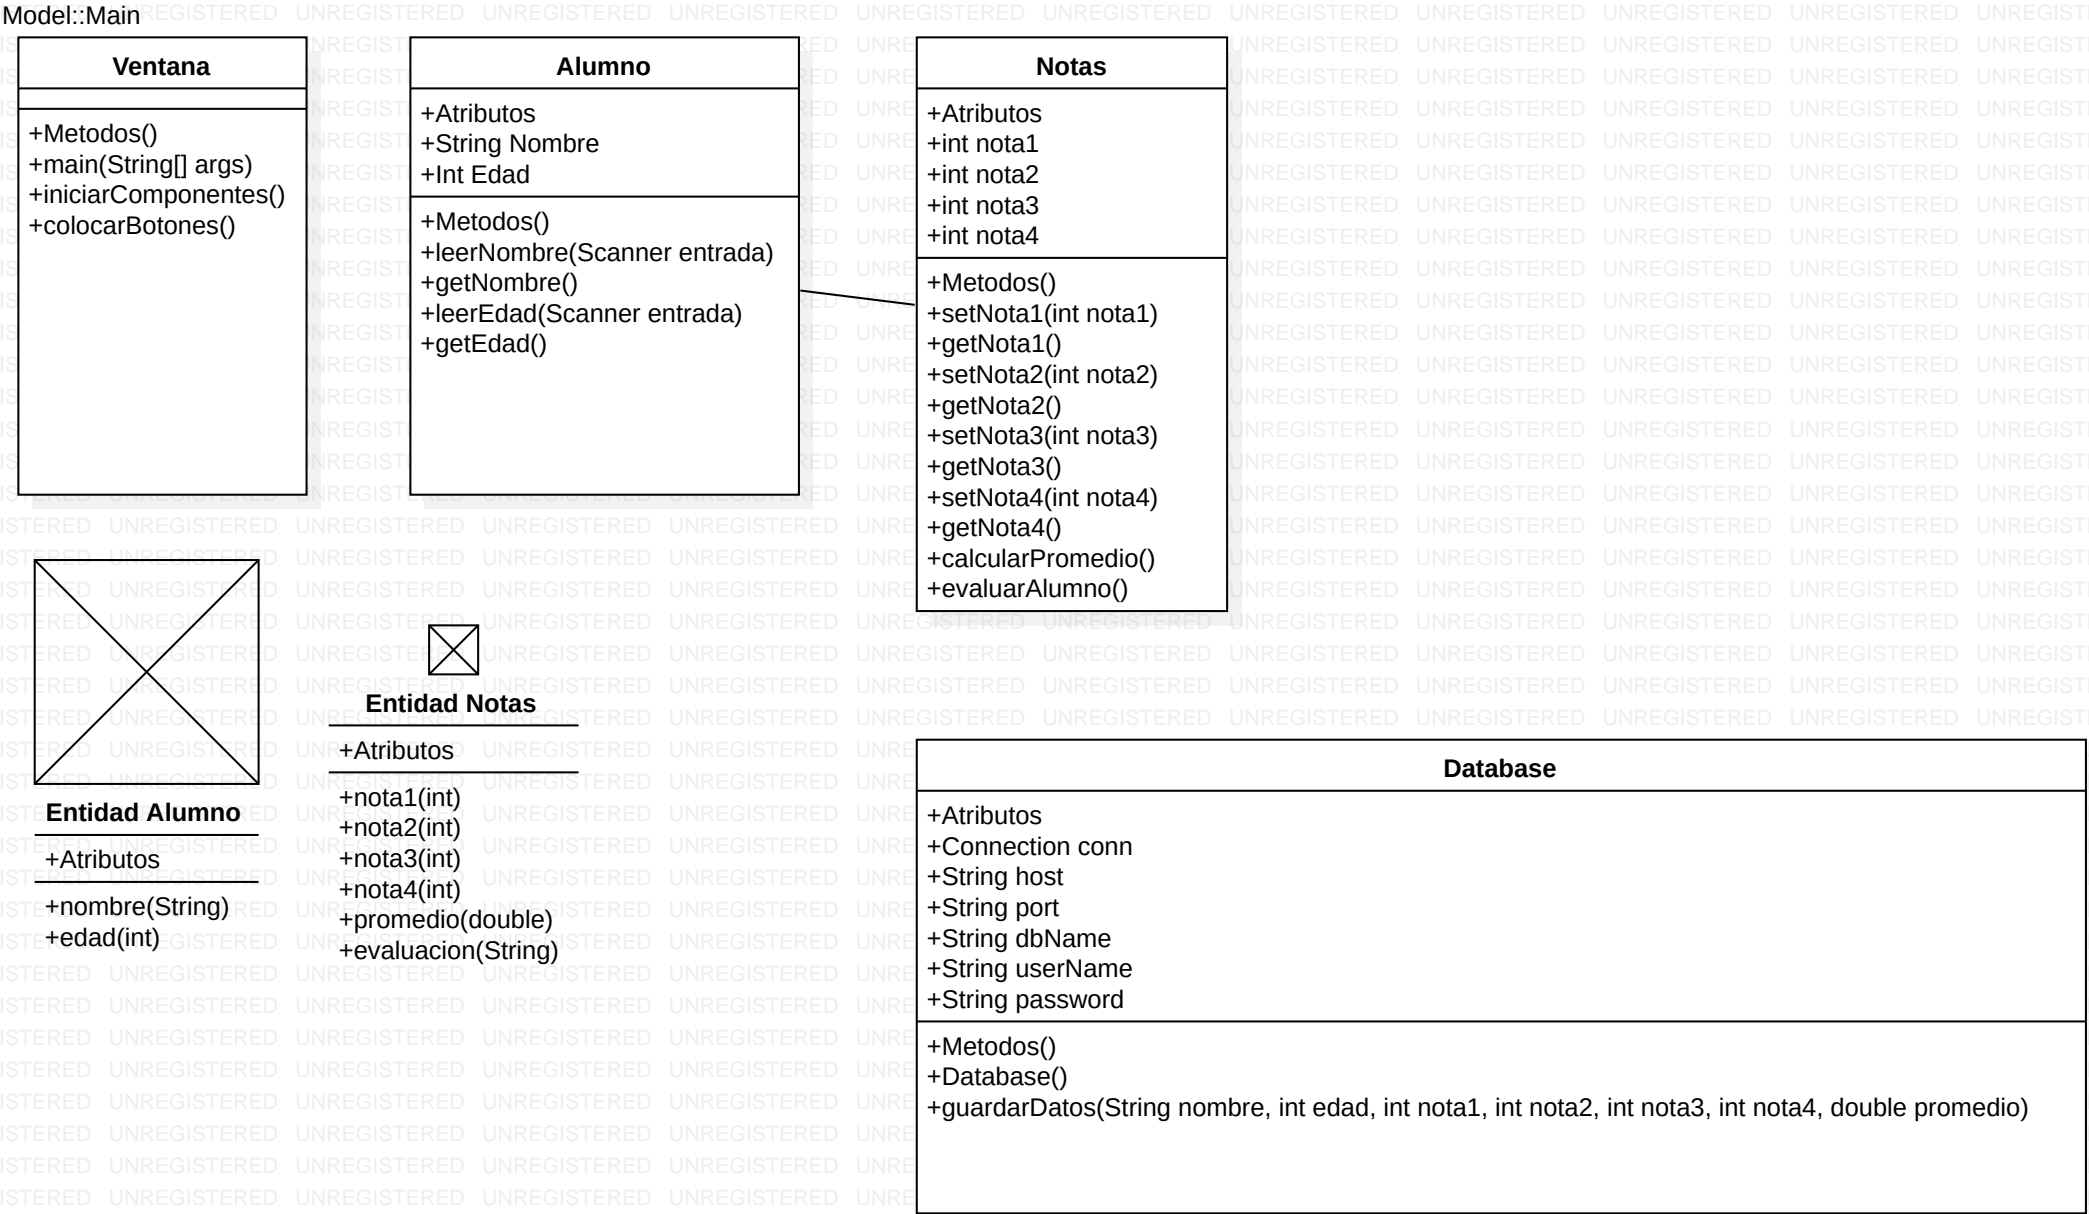 Model::Main
Ventana
+Metodos()
+main(String[] args)
+iniciarComponentes()
+colocarBotones()
Alumno
+Atributos
+String Nombre
+Int Edad
+Metodos()
+leerNombre(Scanner entrada)
+getNombre()
+leerEdad(Scanner entrada)
+getEdad()
Notas
+Atributos
+int nota1
+int nota2
+int nota3
+int nota4
+Metodos()
+setNota1(int nota1)
+getNota1()
+setNota2(int nota2)
+getNota2()
+setNota3(int nota3)
+getNota3()
+setNota4(int nota4)
+getNota4()
+calcularPromedio()
+evaluarAlumno()
Entidad Alumno
+Atributos
+nombre(String)
+edad(int)
Entidad Notas
+Atributos
+nota1(int)
+nota2(int)
+nota3(int)
+nota4(int)
+promedio(double)
+evaluacion(String)
Database
+Atributos
+Connection conn
+String host
+String port
+String dbName
+String userName
+String password
+Metodos()
+Database()
+guardarDatos(String nombre, int edad, int nota1, int nota2, int nota3, int nota4, double promedio)
UNREGISTERED